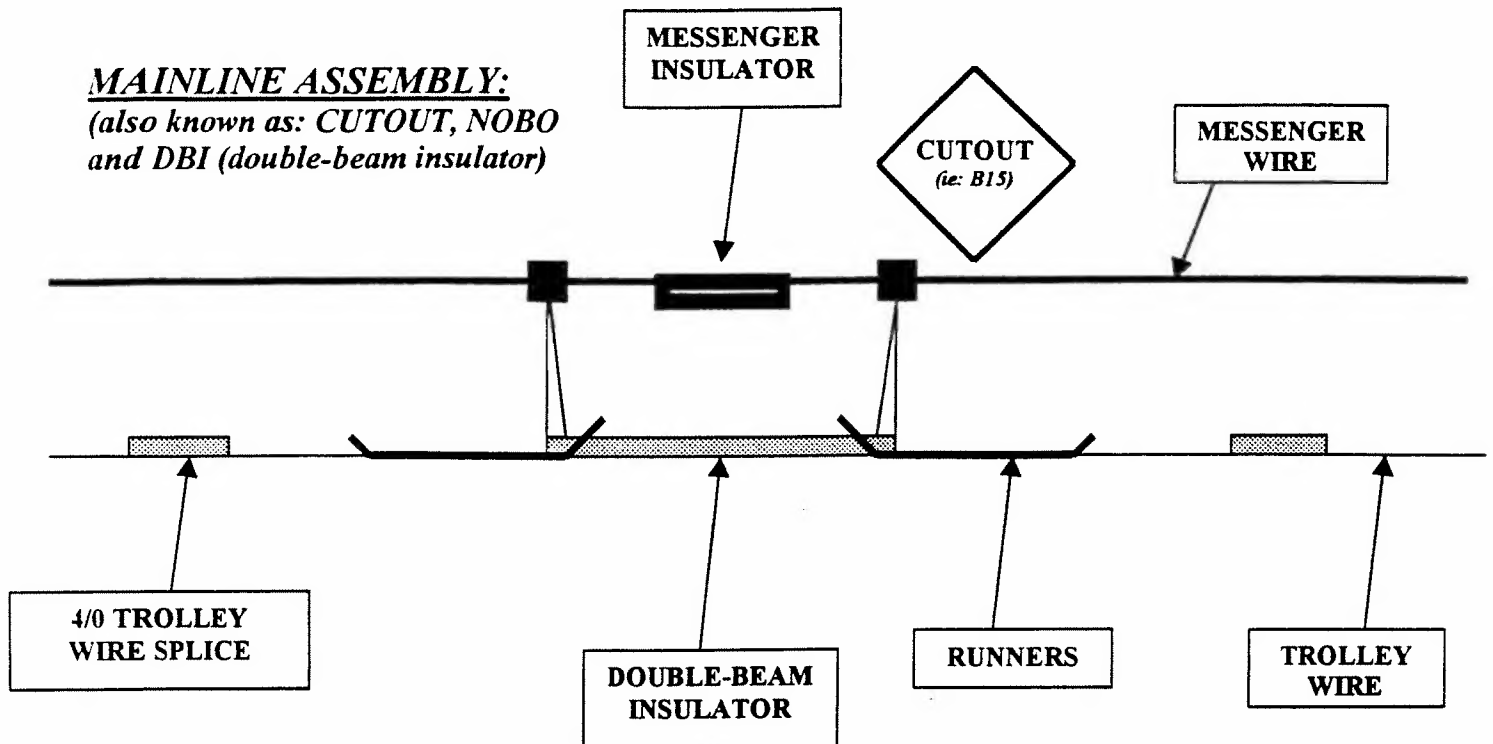 MESSENGER
INSULATOR
MAINLINE ASSEMBLY:
(also known as: CUTOUT, NOBO
and DBI (double-beam insulator)
CUTOUT
(ie: B15)
MESSENGER
WIRE
4/0 TROLLEY
WIRE SPLICE
DOUBLE-BEAM
INSULATOR
RUNNERS
TROLLEY
WIRE